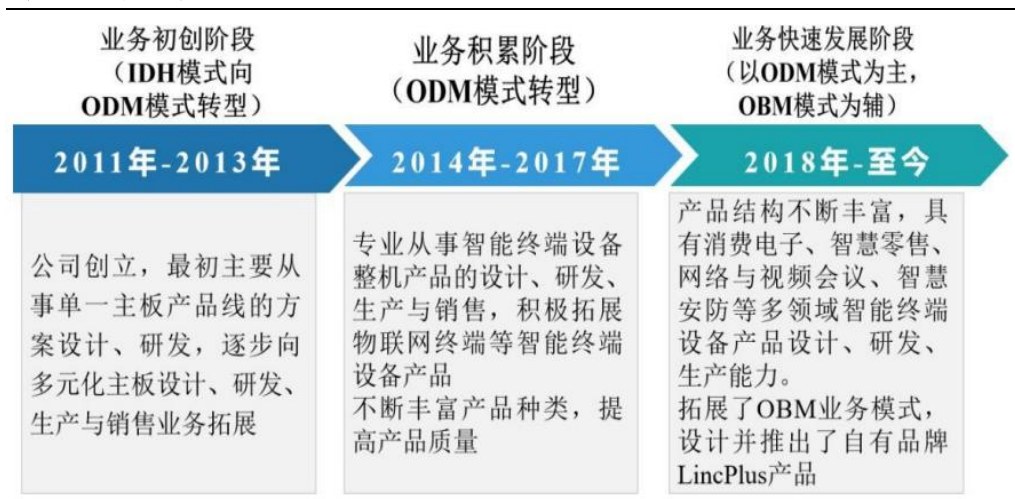 业务初创阶段
（IDH模式向
ODM模式转型）
2011年-2013年
公司创立，最初主要从
事单一主板产品线的方
案设计、研发，逐步向
多元化主板设计、研发、
生产与销售业务拓展
业务积累阶段
（ODM模式转型）
2014年-2017年
专业从事智能终端设备
整机产品的设计、研发、
生产与销售，积极拓展
物联网终端等智能终端
设备产品
不断丰富产品种类，提
高产品质量
业务快速发展阶段
（以ODM模式为主，
OBM模式为辅）
2018年-至今
产品结构不断丰富，具
有消费电子、智慧零售、
网络与视频会议、智慧
安防等多领域智能终端
设备产品设计、研发、
生产能力。
拓展了OBM业务模式，
设计并推出了自有品牌
LincPlus产品